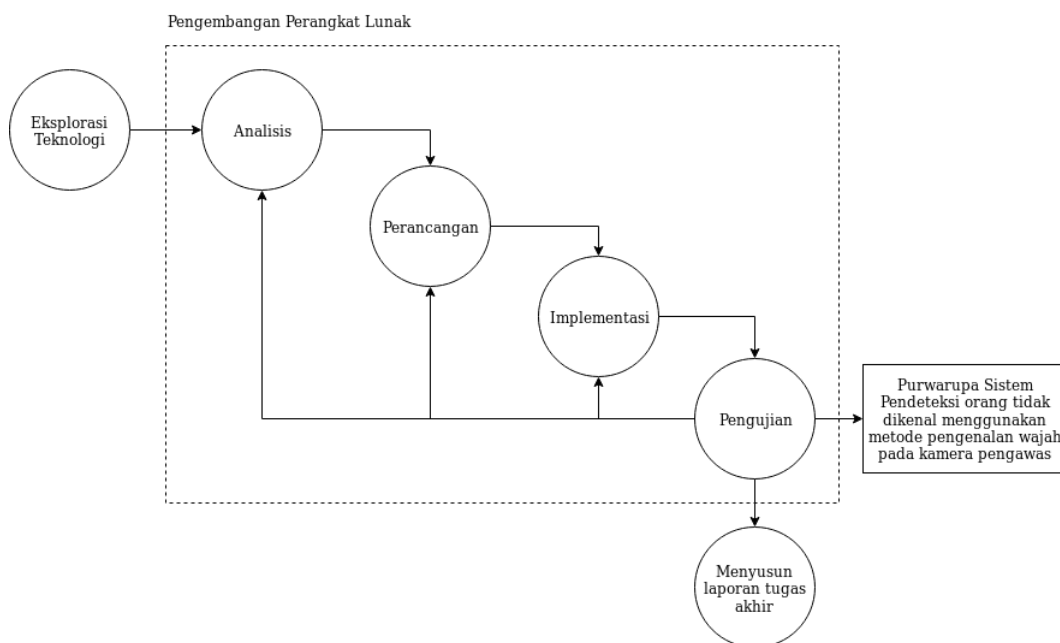 Pengembangan Perangkat Lunak
Eksplorasi
Teknologi
Analisis
Perancangan
Implementasi
Pengujian
Purwarupa Sistem
Pendeteksi orang tidak
dikenal menggunakan
metode pengenalan wajah
pada kamera pengawas
Menyusun
laporan tugas
akhir